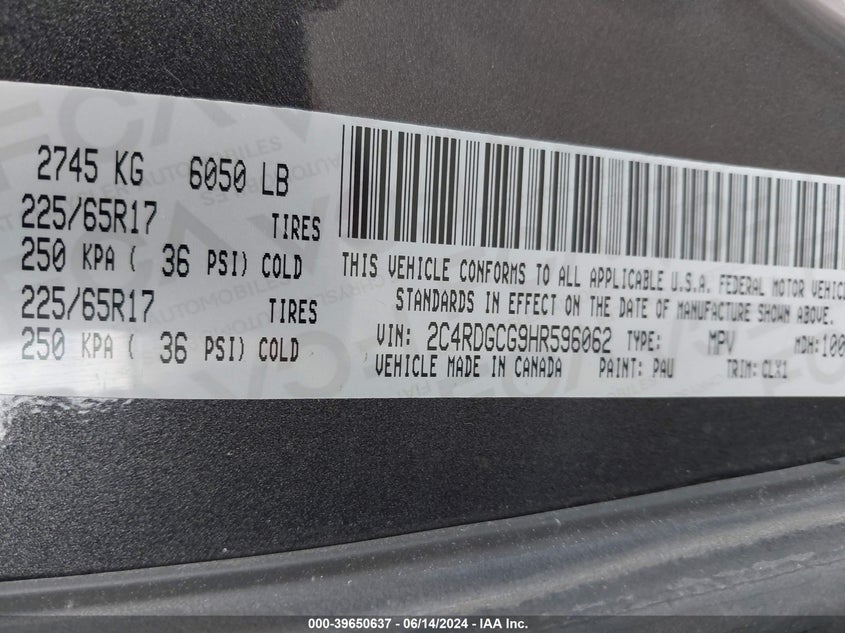 2745 KG 6050 LB
225/65R17 TIRES
250 KPA ( 36 PSI) COLD
225/65R17 TIRES
250 KPA ( 36 PSI) COLD
THIS VEHICLE CONFORMS TO ALL APPLICABLE U.S.A. FEDERAL MOTOR VEHIC
STANDARDS IN EFFECT ON THE DATE OF MANUFACTURE SHOWN ABOVE.
VIN: 2C4RDGCG9HR596062 TYPE: MPV MDH:100
VEHICLE MADE IN CANADA PAINT: PAU TRIM: CLX1
000-39650637 - 06/14/2024 - IAA Inc.